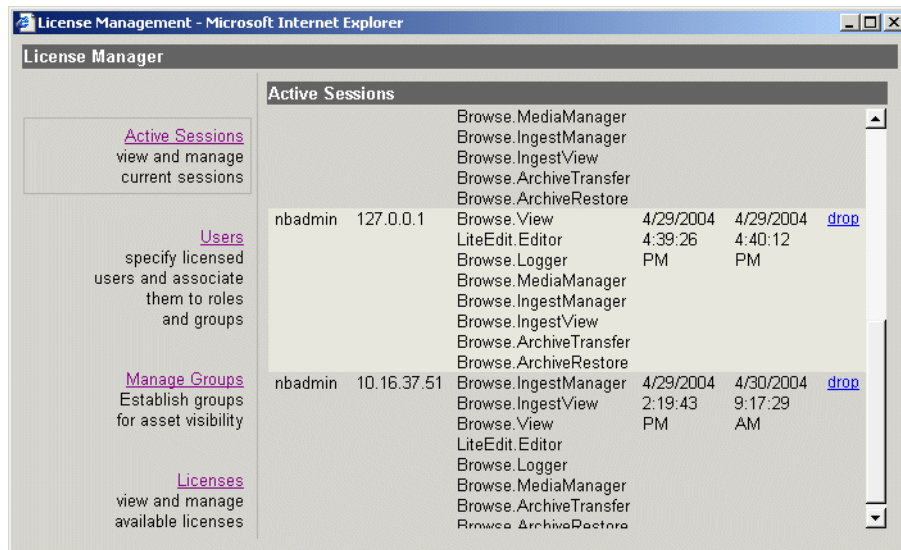 License Management - Microsoft Internet Explorer
License Manager
Active Sessions
view and manage
current sessions
Users
specify licensed
users and associate
them to roles
and groups
Manage Groups
Establish groups
for asset visibility
Licenses
view and manage
available licenses
Active Sessions
Browse.MediaManager
Browse.IngestManager
Browse.IngestView
Browse.ArchiveTransfer
Browse.ArchiveRestore
nbadmin 127.0.0.1 Browse.View 4/29/2004 4/29/2004 drop
LiteEdit.Editor 4:39:26 4:40:12
Browse.Logger PM PM
Browse.MediaManager
Browse.IngestManager
Browse.IngestView
Browse.ArchiveTransfer
Browse.ArchiveRestore
nbadmin 10.16.37.51 Browse.IngestManager 4/29/2004 4/30/2004 drop
Browse.IngestView 2:19:43 9:17:29
Browse.View PM AM
LiteEdit.Editor
Browse.Logger
Browse.MediaManager
Browse.ArchiveTransfer
Browse.ArchiveRestore